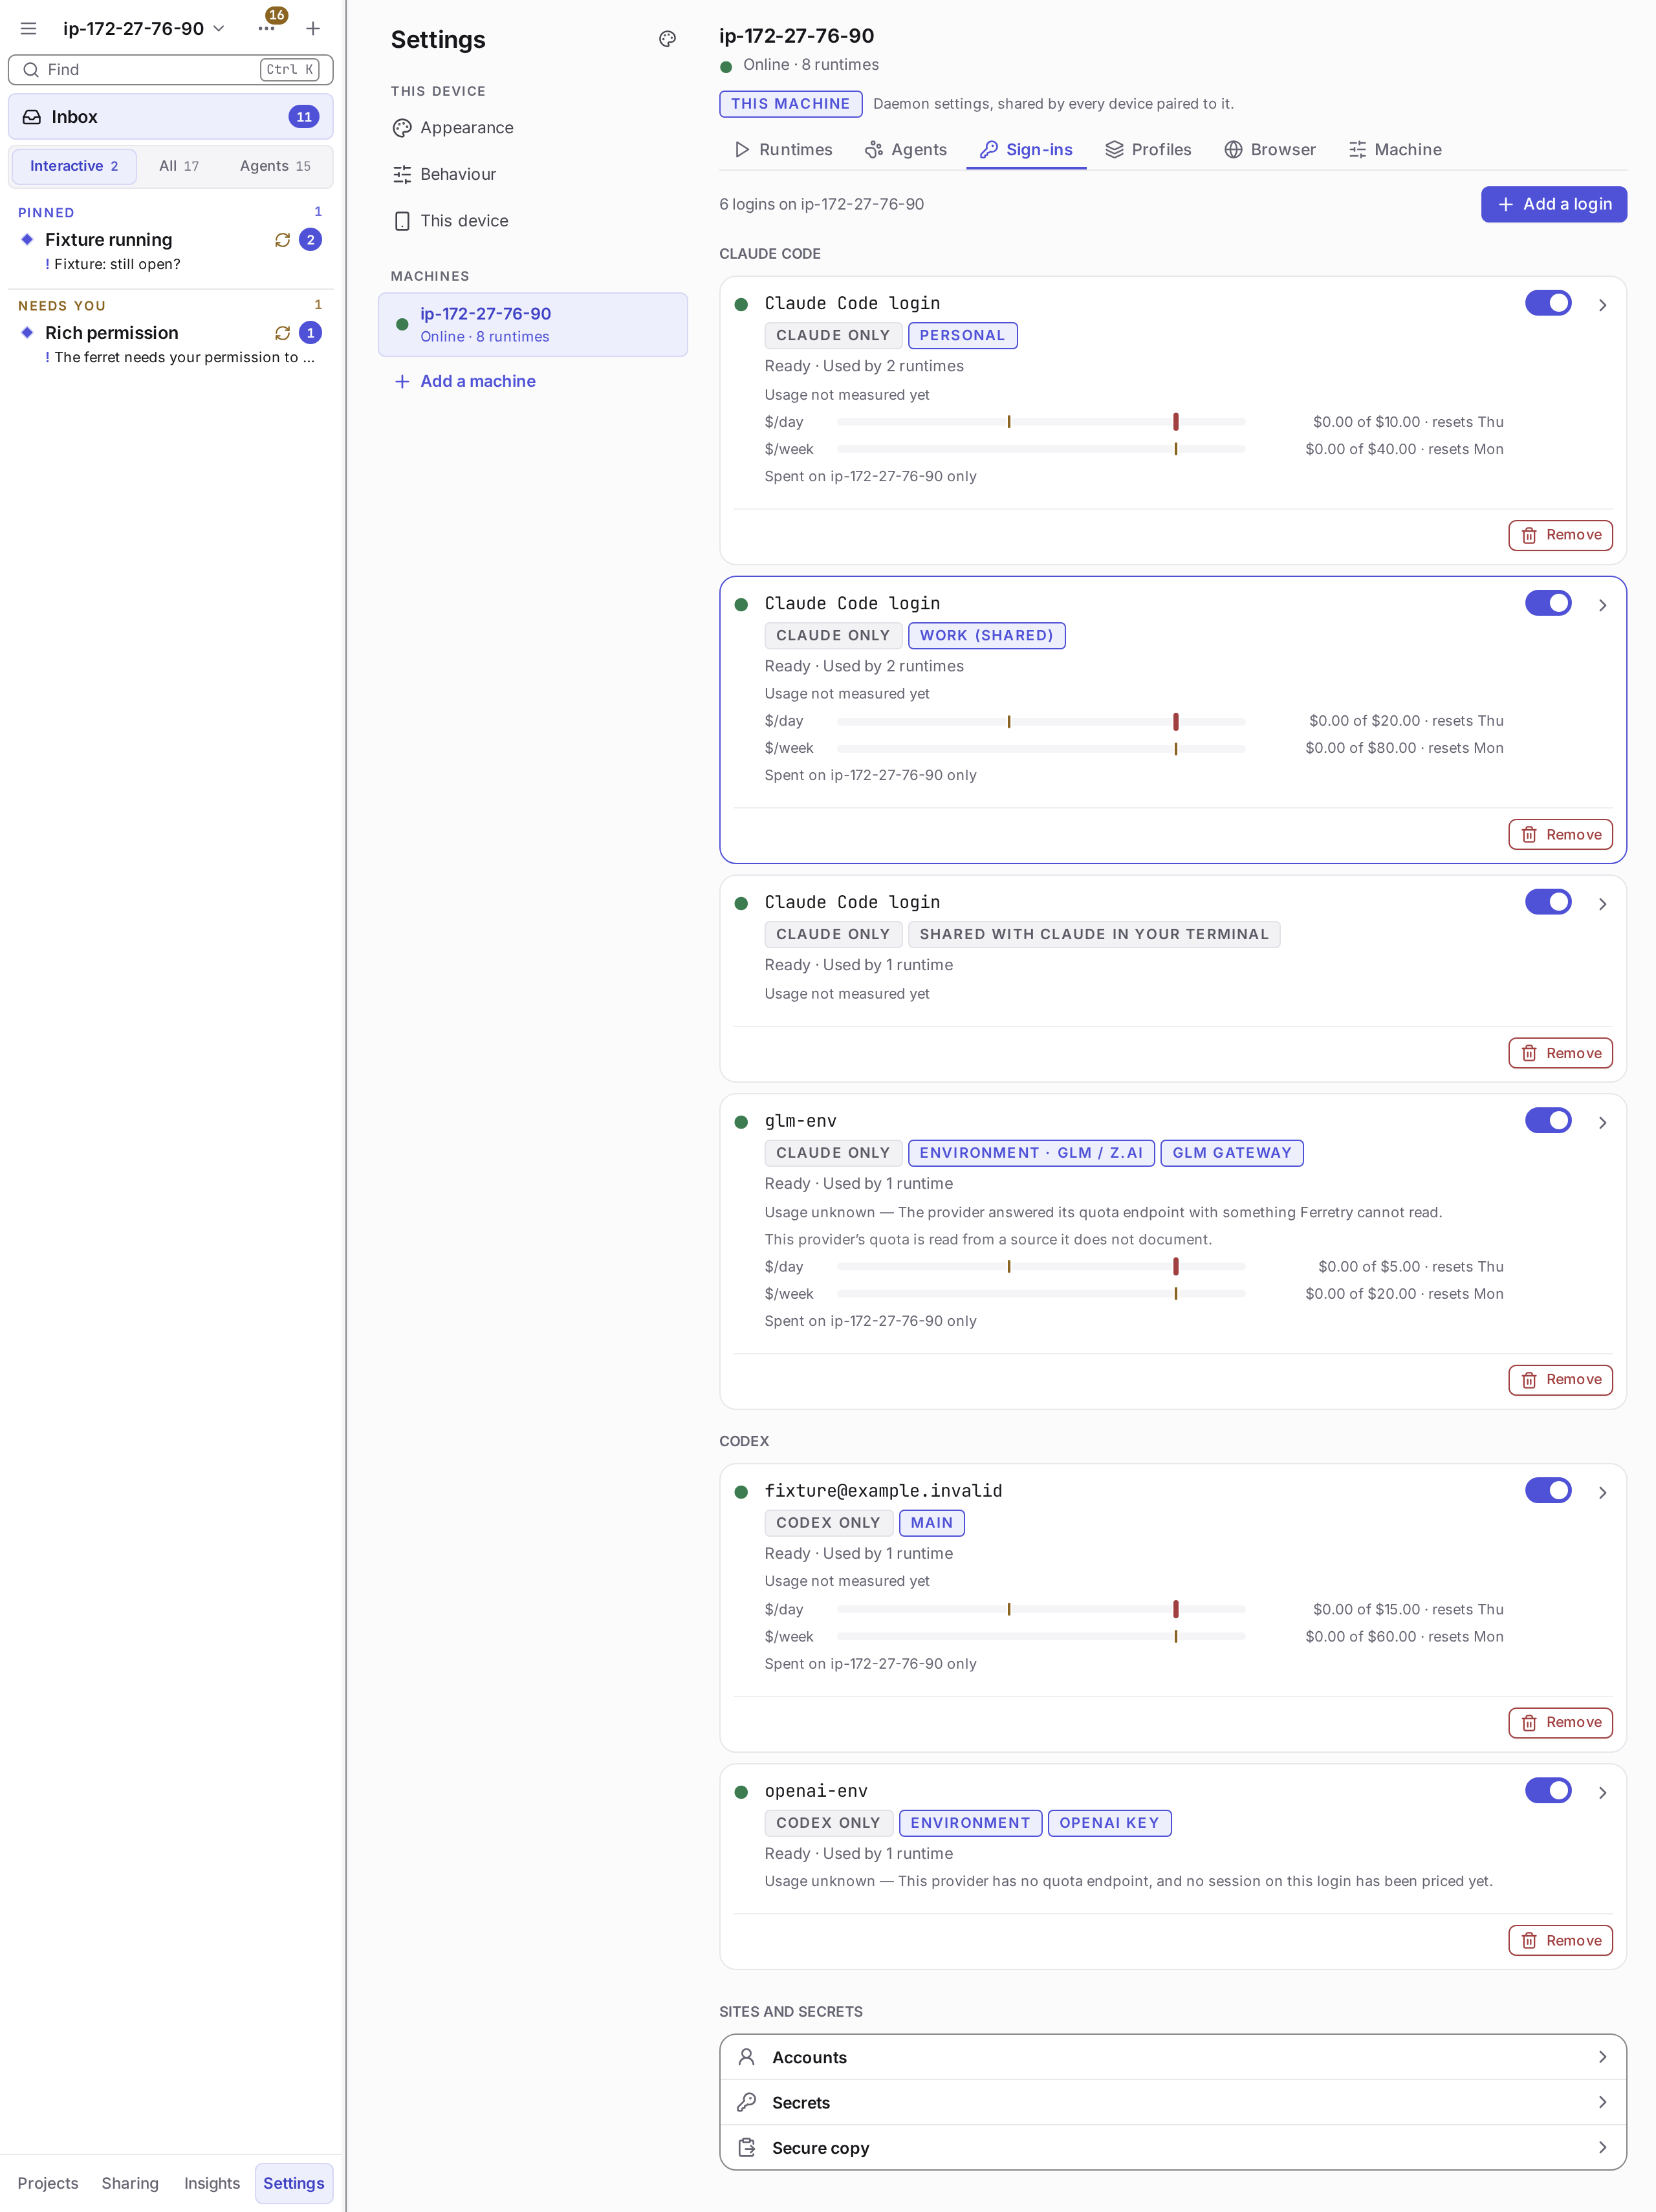 ip-172-27-76-90
16
Find
Ctrl K
Inbox
11
Interactive 2
All 17
Agents 15
PINNED
1
Fixture running
2
! Fixture: still open?
NEEDS YOU
1
Rich permission
1
! The ferret needs your permission to ...
Projects
Sharing
Insights
Settings
Settings
THIS DEVICE
Appearance
Behaviour
This device
MACHINES
ip-172-27-76-90
Online · 8 runtimes
Add a machine
ip-172-27-76-90
Online · 8 runtimes
THIS MACHINE
Daemon settings, shared by every device paired to it.
Runtimes
Agents
Sign-ins
Profiles
Browser
Machine
6 logins on ip-172-27-76-90
Add a login
CLAUDE CODE
Claude Code login
CLAUDE ONLY
PERSONAL
Ready · Used by 2 runtimes
Usage not measured yet
$/day
$0.00 of $10.00 · resets Thu
$/week
$0.00 of $40.00 · resets Mon
Spent on ip-172-27-76-90 only
Remove
Claude Code login
CLAUDE ONLY
WORK (SHARED)
Ready · Used by 2 runtimes
Usage not measured yet
$/day
$0.00 of $20.00 · resets Thu
$/week
$0.00 of $80.00 · resets Mon
Spent on ip-172-27-76-90 only
Remove
Claude Code login
CLAUDE ONLY
SHARED WITH CLAUDE IN YOUR TERMINAL
Ready · Used by 1 runtime
Usage not measured yet
Remove
glm-env
CLAUDE ONLY
ENVIRONMENT · GLM / Z.AI
GLM GATEWAY
Ready · Used by 1 runtime
Usage unknown — The provider answered its quota endpoint with something Ferretry cannot read.
This provider’s quota is read from a source it does not document.
$/day
$0.00 of $5.00 · resets Thu
$/week
$0.00 of $20.00 · resets Mon
Spent on ip-172-27-76-90 only
Remove
CODEX
fixture@example.invalid
CODEX ONLY
MAIN
Ready · Used by 1 runtime
Usage not measured yet
$/day
$0.00 of $15.00 · resets Thu
$/week
$0.00 of $60.00 · resets Mon
Spent on ip-172-27-76-90 only
Remove
openai-env
CODEX ONLY
ENVIRONMENT
OPENAI KEY
Ready · Used by 1 runtime
Usage unknown — This provider has no quota endpoint, and no session on this login has been priced yet.
Remove
SITES AND SECRETS
Accounts
Secrets
Secure copy